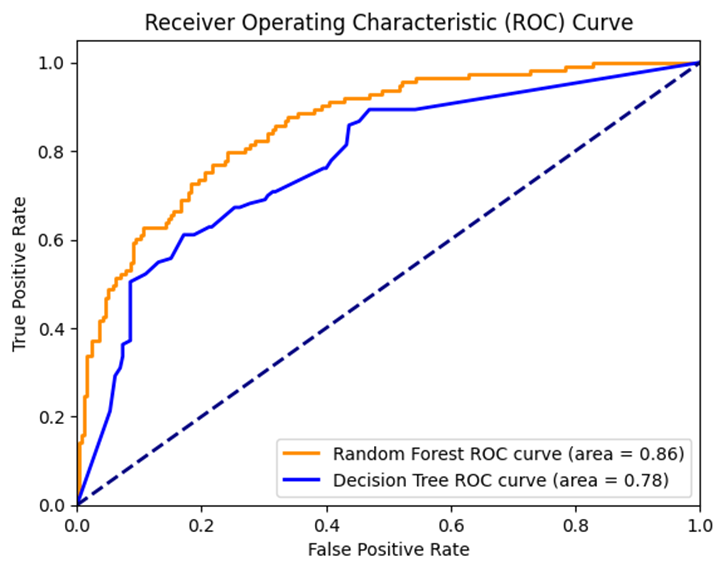 Receiver Operating Characteristic (ROC) Curve
True Positive Rate
1.0
0.8
0.6
0.4
0.2
0.0
Random Forest ROC curve (area = 0.86)
Decision Tree ROC curve (area = 0.78)
0.0 0.2 0.4 0.6 0.8 1.0
False Positive Rate